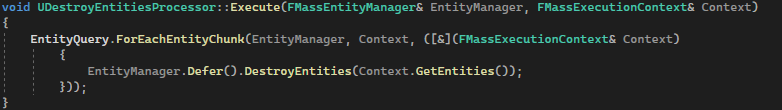 void UDestroyEntitiesProcessor::Execute(FMassEntityManager& EntityManager, FMassExecutionContext& Context)
{
    EntityQuery.ForEachEntityChunk(EntityManager, Context, ([&](FMassExecutionContext& Context)
        {
            EntityManager.Defer().DestroyEntities(Context.GetEntities());
        }));
}